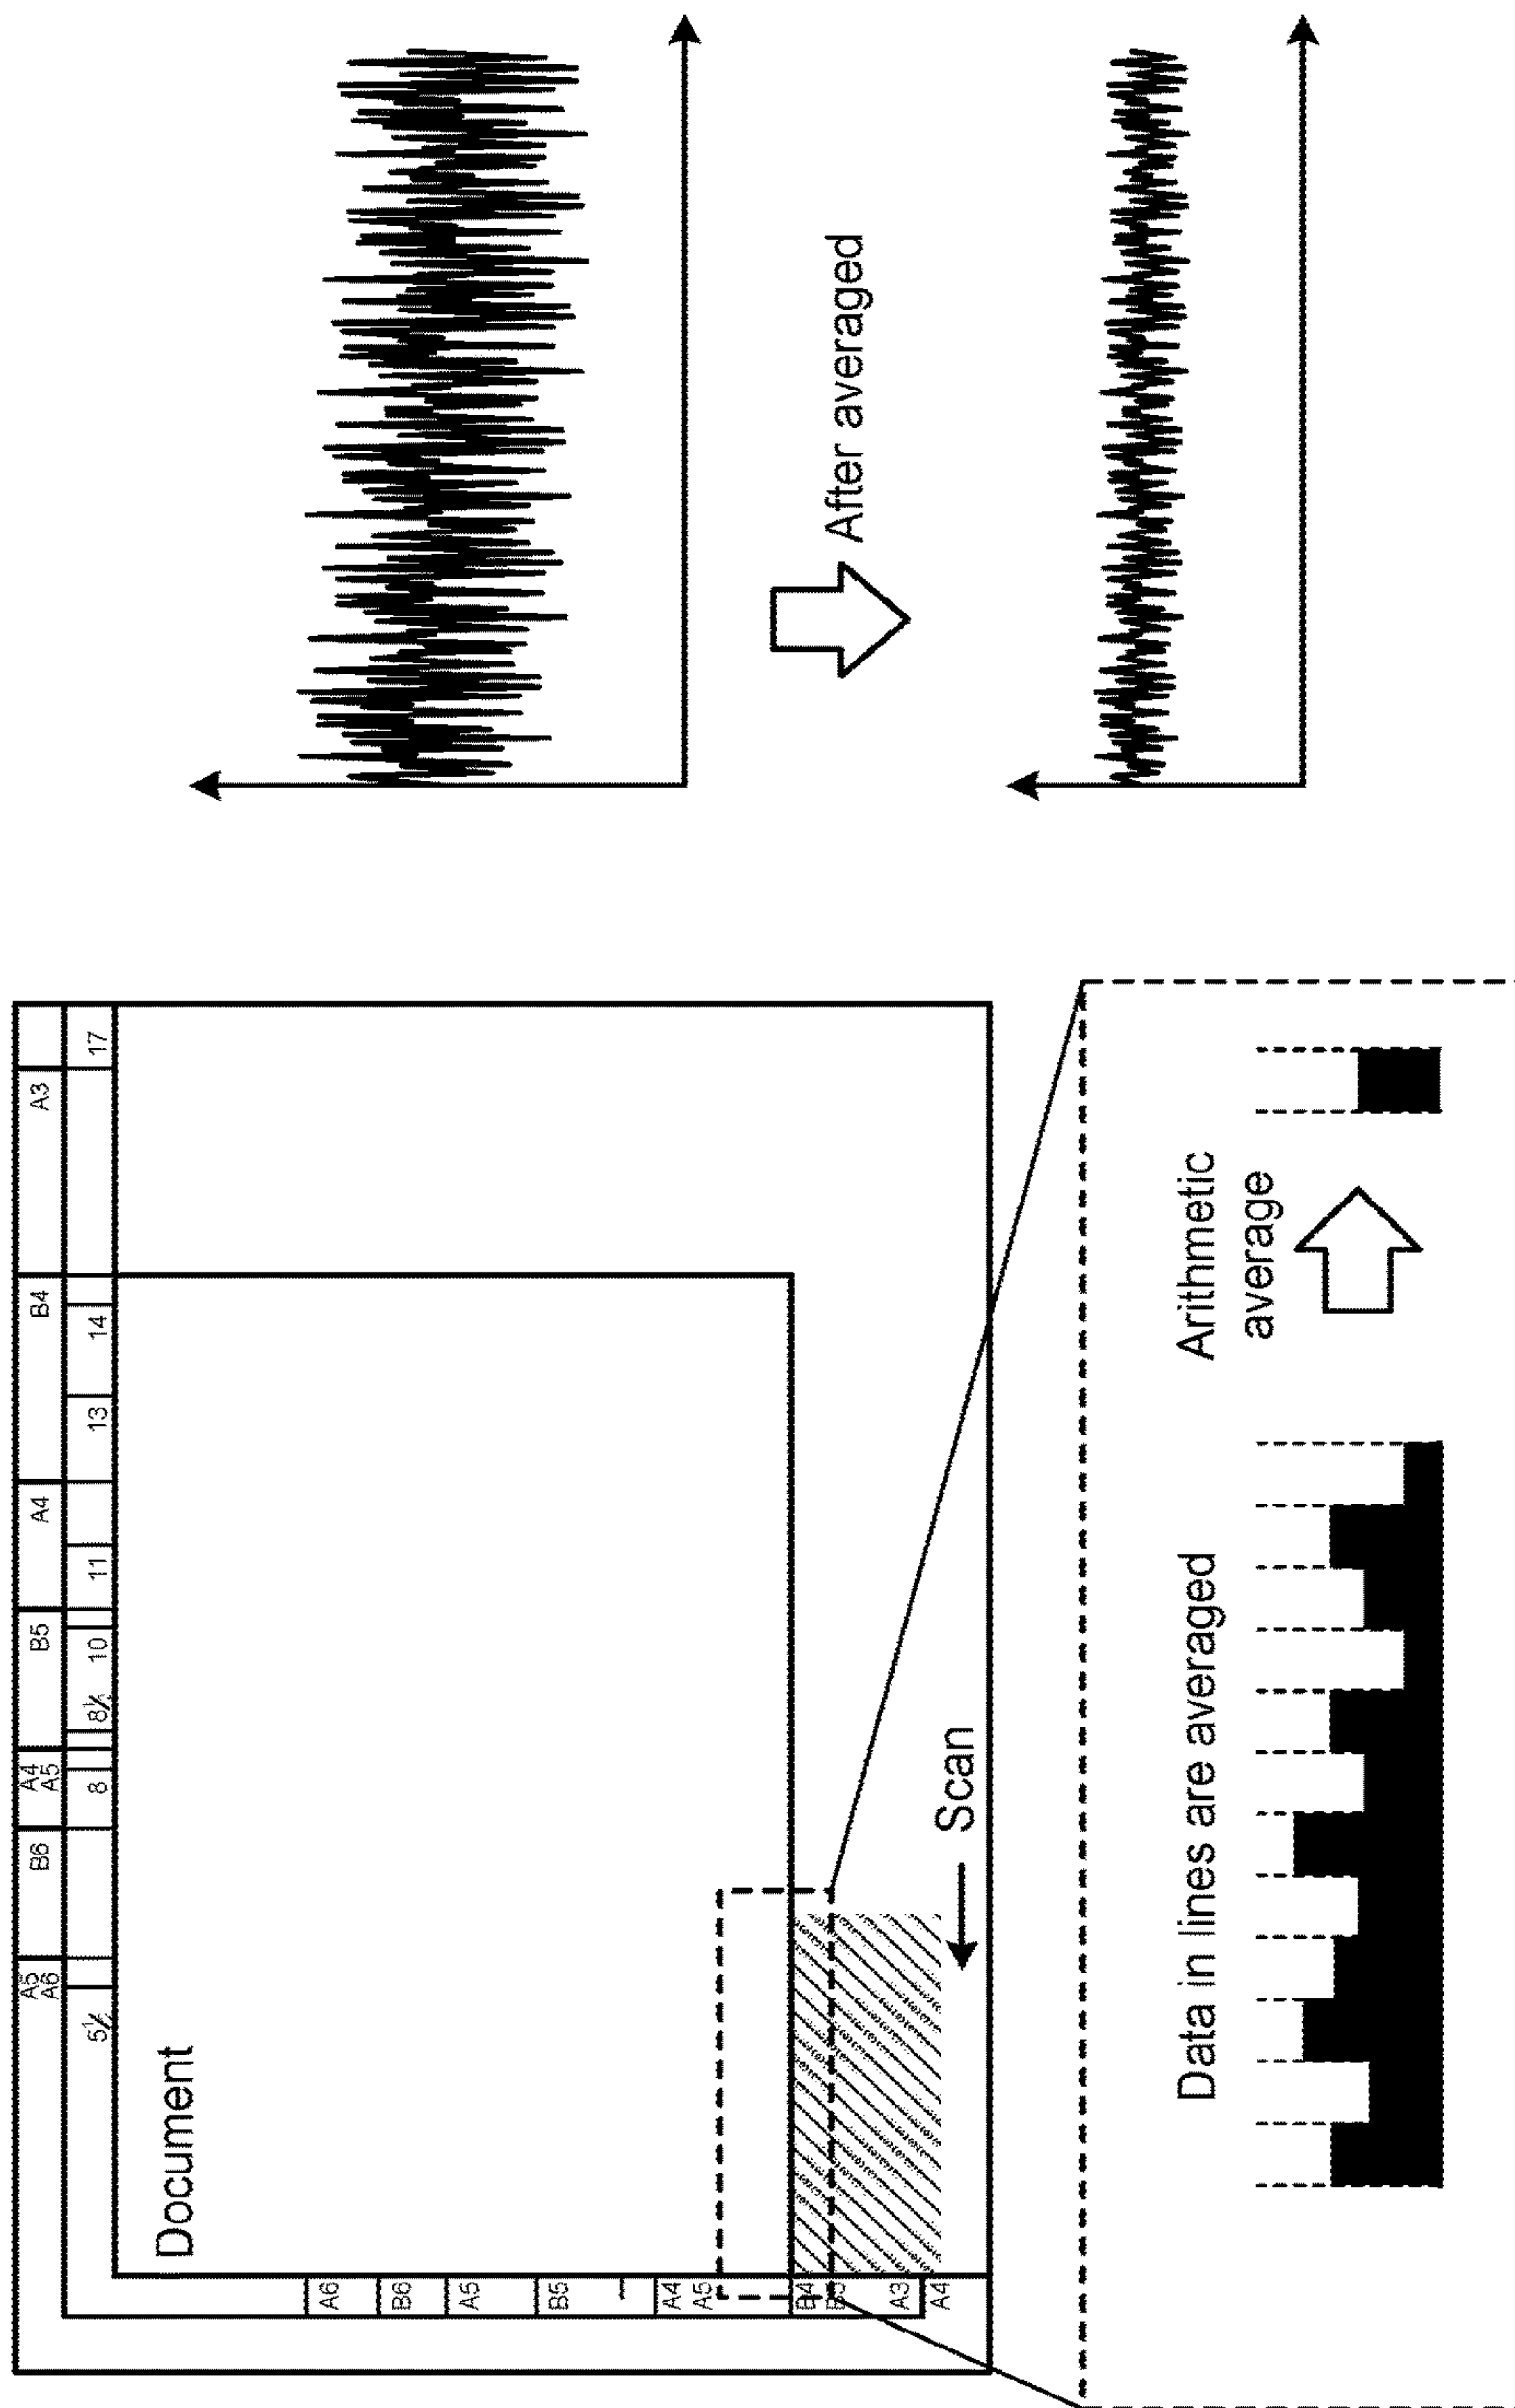 A5
A6
B6
A4
A5
B5
A4
B4
A3
5½
8
8½
10
11
13
14
17
Document
A6
B6
A5
B5
A4
A5
B4
B5
A3
A4
Scan
Data in lines are averaged
Arithmetic
average
After averaged